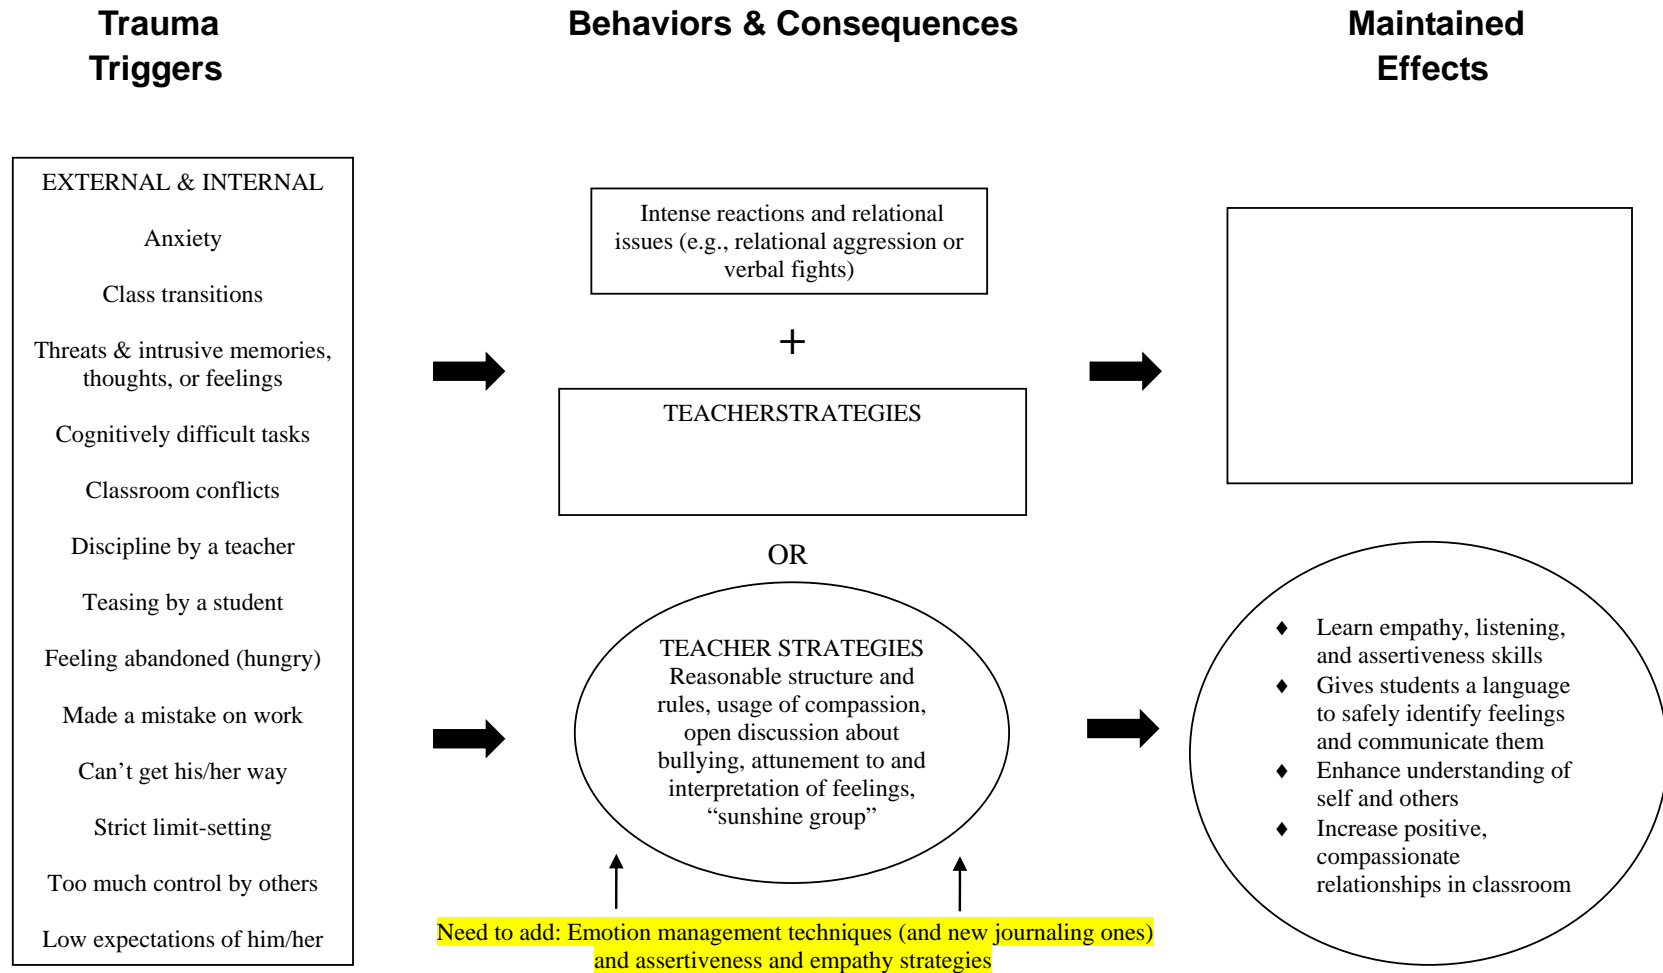 Trauma
Triggers
Behaviors & Consequences
Maintained
Effects
EXTERNAL & INTERNAL
Anxiety
Class transitions
Threats & intrusive memories,
thoughts, or feelings
Cognitively difficult tasks
Classroom conflicts
Discipline by a teacher
Teasing by a student
Feeling abandoned (hungry)
Made a mistake on work
Can’t get his/her way
Strict limit-setting
Too much control by others
Low expectations of him/her
Intense reactions and relational
issues (e.g., relational aggression or
verbal fights)
+
TEACHERSTRATEGIES
OR
TEACHER STRATEGIES
Reasonable structure and
rules, usage of compassion,
open discussion about
bullying, attunement to and
interpretation of feelings,
“sunshine group”
Need to add: Emotion management techniques (and new journaling ones)
and assertiveness and empathy strategies
♦ Learn empathy, listening,
and assertiveness skills
♦ Gives students a language
to safely identify feelings
and communicate them
♦ Enhance understanding of
self and others
♦ Increase positive,
compassionate
relationships in classroom